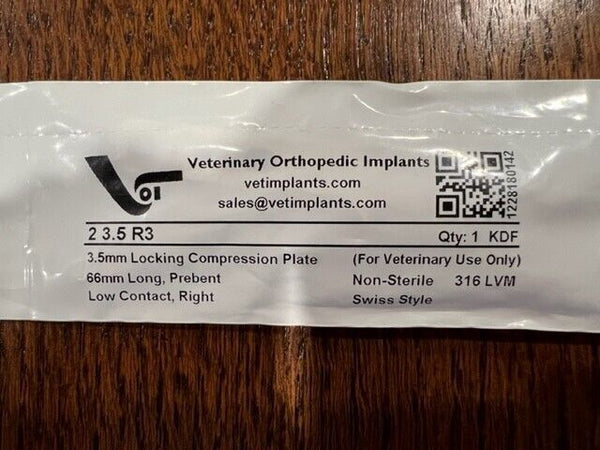 VOI
Veterinary Orthopedic Implants
vetimplants.com
sales@vetimplants.com
1228180142
2 3.5 R3
Qty: 1 KDF
3.5mm Locking Compression Plate
(For Veterinary Use Only)
66mm Long, Prebent
Non-Sterile 316 LVM
Low Contact, Right
Swiss Style